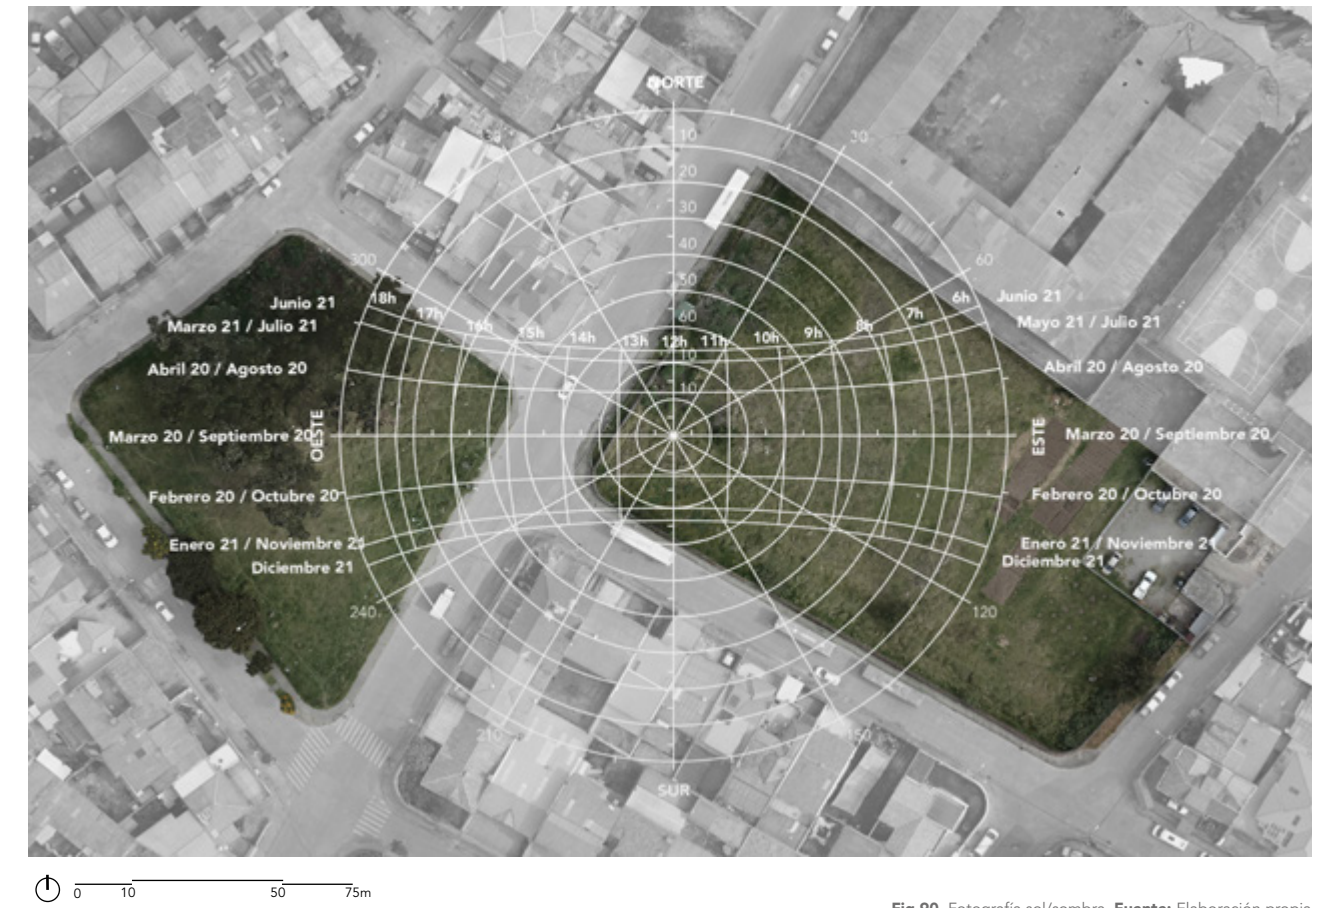 NORTE
10
20
30
40
50
60
10
10
30
60
300
18h
17h
16h
15h
14h
13h
12h
11h
10h
9h
8h
7h
6h
Junio 21
Marzo 21 / Julio 21
Abril 20 / Agosto 20
Marzo 20 / Septiembre 20
OESTE
Febrero 20 / Octubre 20
Enero 21 / Noviembre 21
Diciembre 21
Junio 21
Mayo 21 / Julio 21
Abril 20 / Agosto 20
ESTE
Marzo 20 / Septiembre 20
Febrero 20 / Octubre 20
Enero 21 / Noviembre 21
Diciembre 21
240
120
210
150
SUR
0
10
50
75m
Fig 90. Fotografía sol/sombra. Fuente: Elaboración propia